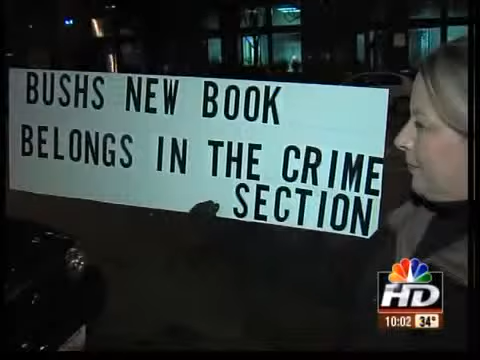 BUSHS NEW BOOK
BELONGS IN THE CRIME
SECTION
HD
10:02 34°